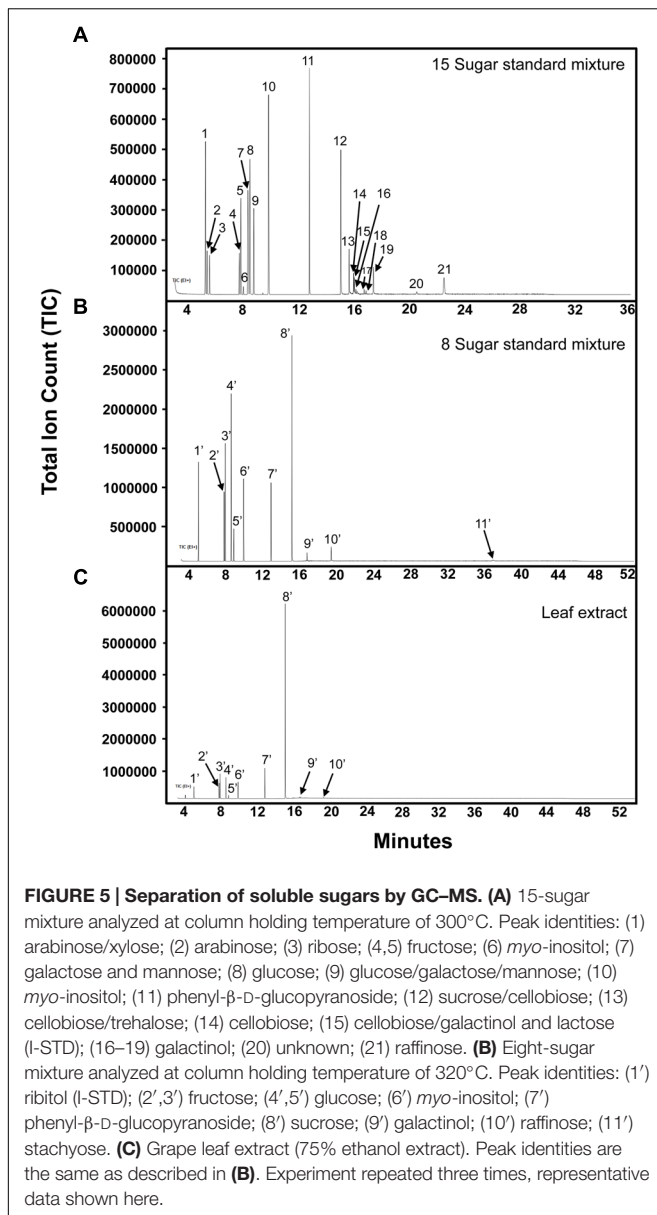 A
15 Sugar standard mixture
800000
700000
600000
500000
400000
300000
200000
100000
TIC (EI+)
1
2
3
4
5
6
7
8
9
10
11
12
13
14
15
16
17
18
19
20
21
4 8 12 16 20 24 28 32 36
B
8 Sugar standard mixture
3000000
2500000
2000000
1500000
1000000
500000
TIC (EI+)
1'
2'
3'
4'
5'
6'
7'
8'
9'
10'
11'
4 8 12 16 20 24 28 32 36 40 44 48 52
C
Leaf extract
6000000
5000000
4000000
3000000
2000000
1000000
TIC (EI+)
1'
2'
3'
4'
5'
6'
7'
8'
9'
10'
4 8 12 16 20 24 28 32 36 40 44 48 52
Total Ion Count (TIC)
Minutes
FIGURE 5 | Separation of soluble sugars by GC–MS. (A) 15-sugar
mixture analyzed at column holding temperature of 300°C. Peak identities: (1)
arabinose/xylose; (2) arabinose; (3) ribose; (4,5) fructose; (6) myo-inositol; (7)
galactose and mannose; (8) glucose; (9) glucose/galactose/mannose; (10)
myo-inositol; (11) phenyl-β-D-glucopyranoside; (12) sucrose/cellobiose; (13)
cellobiose/trehalose; (14) cellobiose; (15) cellobiose/galactinol and lactose
(I-STD); (16–19) galactinol; (20) unknown; (21) raffinose. (B) Eight-sugar
mixture analyzed at column holding temperature of 320°C. Peak identities: (1′)
ribitol (I-STD); (2′,3′) fructose; (4′,5′) glucose; (6′) myo-inositol; (7′)
phenyl-β-D-glucopyranoside; (8′) sucrose; (9′) galactinol; (10′) raffinose; (11′)
stachyose. (C) Grape leaf extract (75% ethanol extract). Peak identities are
the same as described in (B). Experiment repeated three times, representative
data shown here.